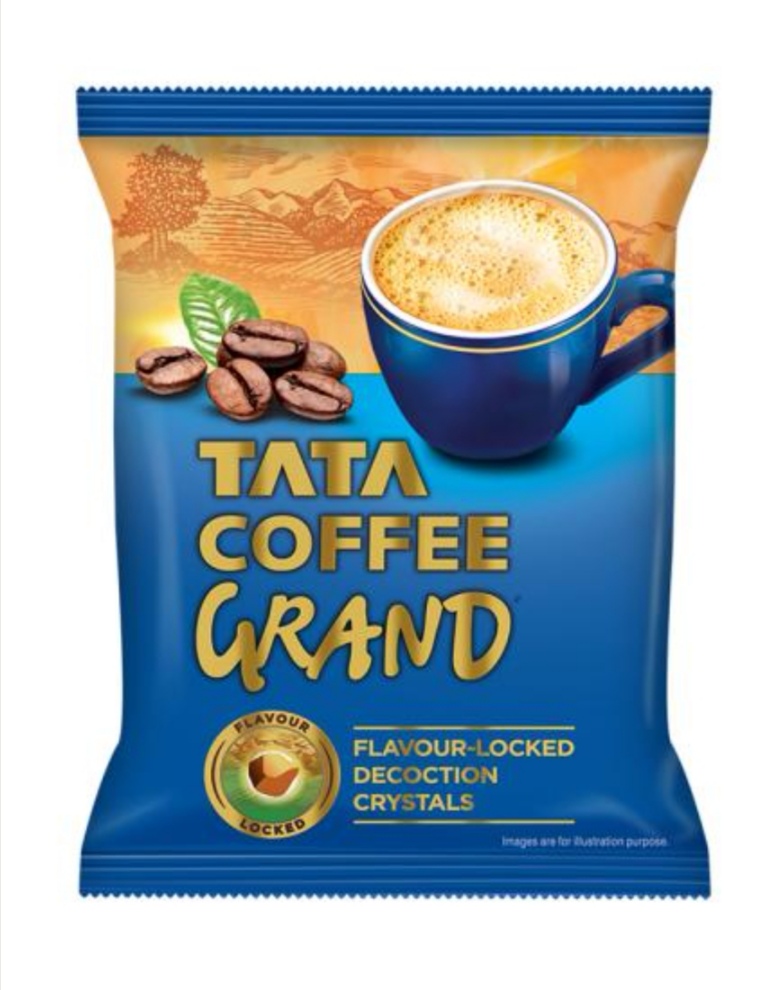 TATA
COFFEE
GRAND
FLAVOUR
LOCKED
FLAVOUR-LOCKED
DECOCTION
CRYSTALS
Images are for illustration purpose.